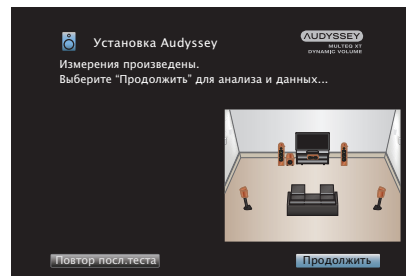 Установка Audyssey
AUDYSSEY
MULTEQ XT
DYNAMIC VOLUME
Измерения произведены.
Выберите “Продолжить” для анализа и данных...
Повтор посл.теста
Продолжить